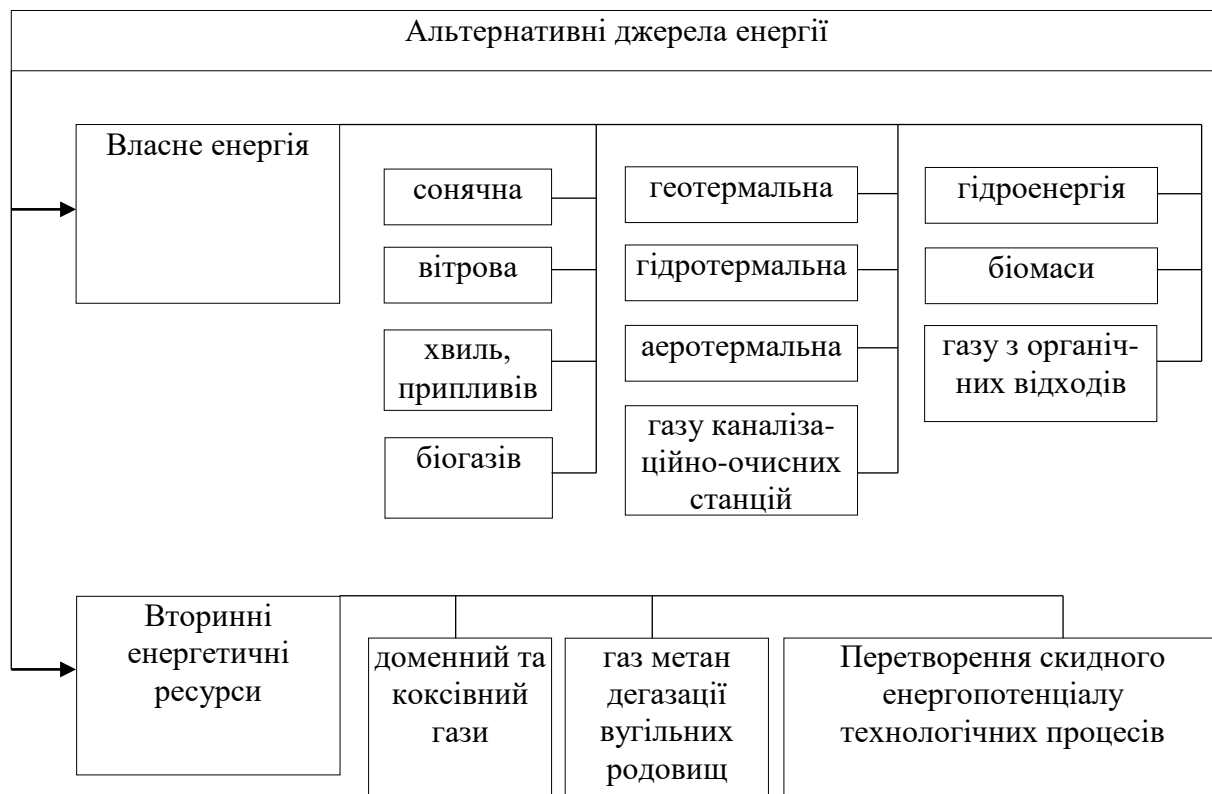 Альтернативні джерела енергії
Власне енергія
сонячна
вітрова
хвиль,
припливів
біогазів
геотермальна
гідротермальна
аеротермальна
газу каналіза-
ційно-очисних
станцій
гідроенергія
біомаси
газу з органіч-
них відходів
Вторинні
енергетичні
ресурси
доменний та
коксівний
гази
газ метан
дегазації
вугільних
родовищ
Перетворення скидного
енергопотенціалу
технологічних процесів